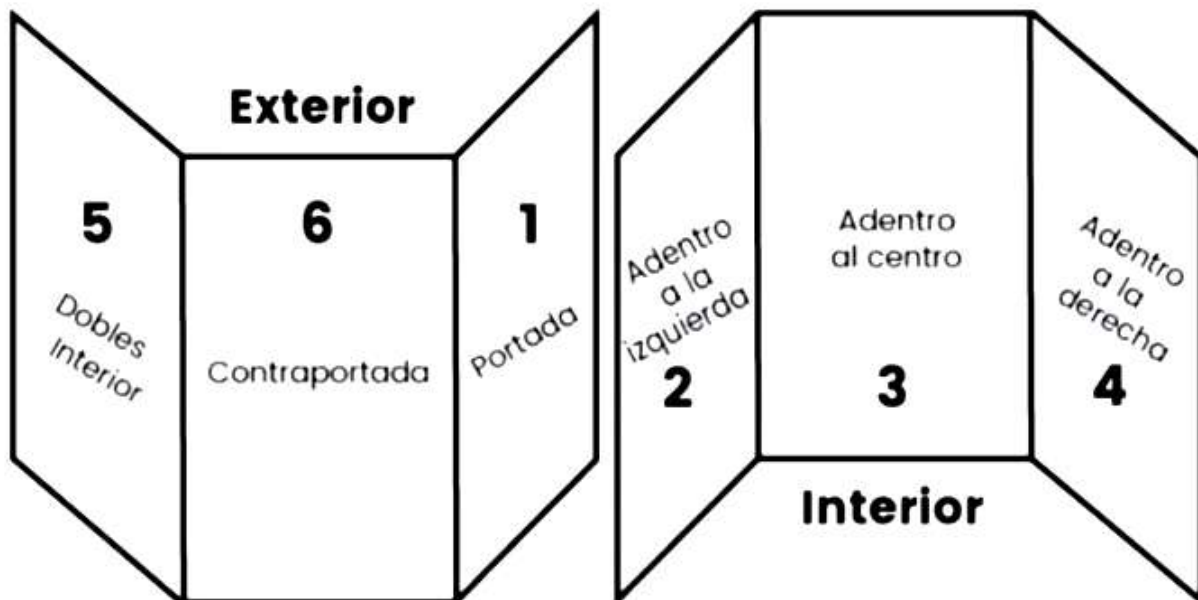 Exterior
5
Dobles
Interior
6
Contraportada
1
Portada
Adentro
a la
izquierda
2
Adentro
al centro
3
Adentro
a la
derecha
4
Interior